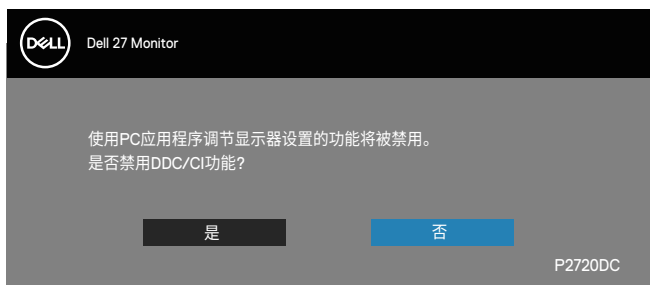 DELL
Dell 27 Monitor
使用PC应用程序调节显示器设置的功能将被禁用。
是否禁用DDC/CI功能?
是
否
P2720DC